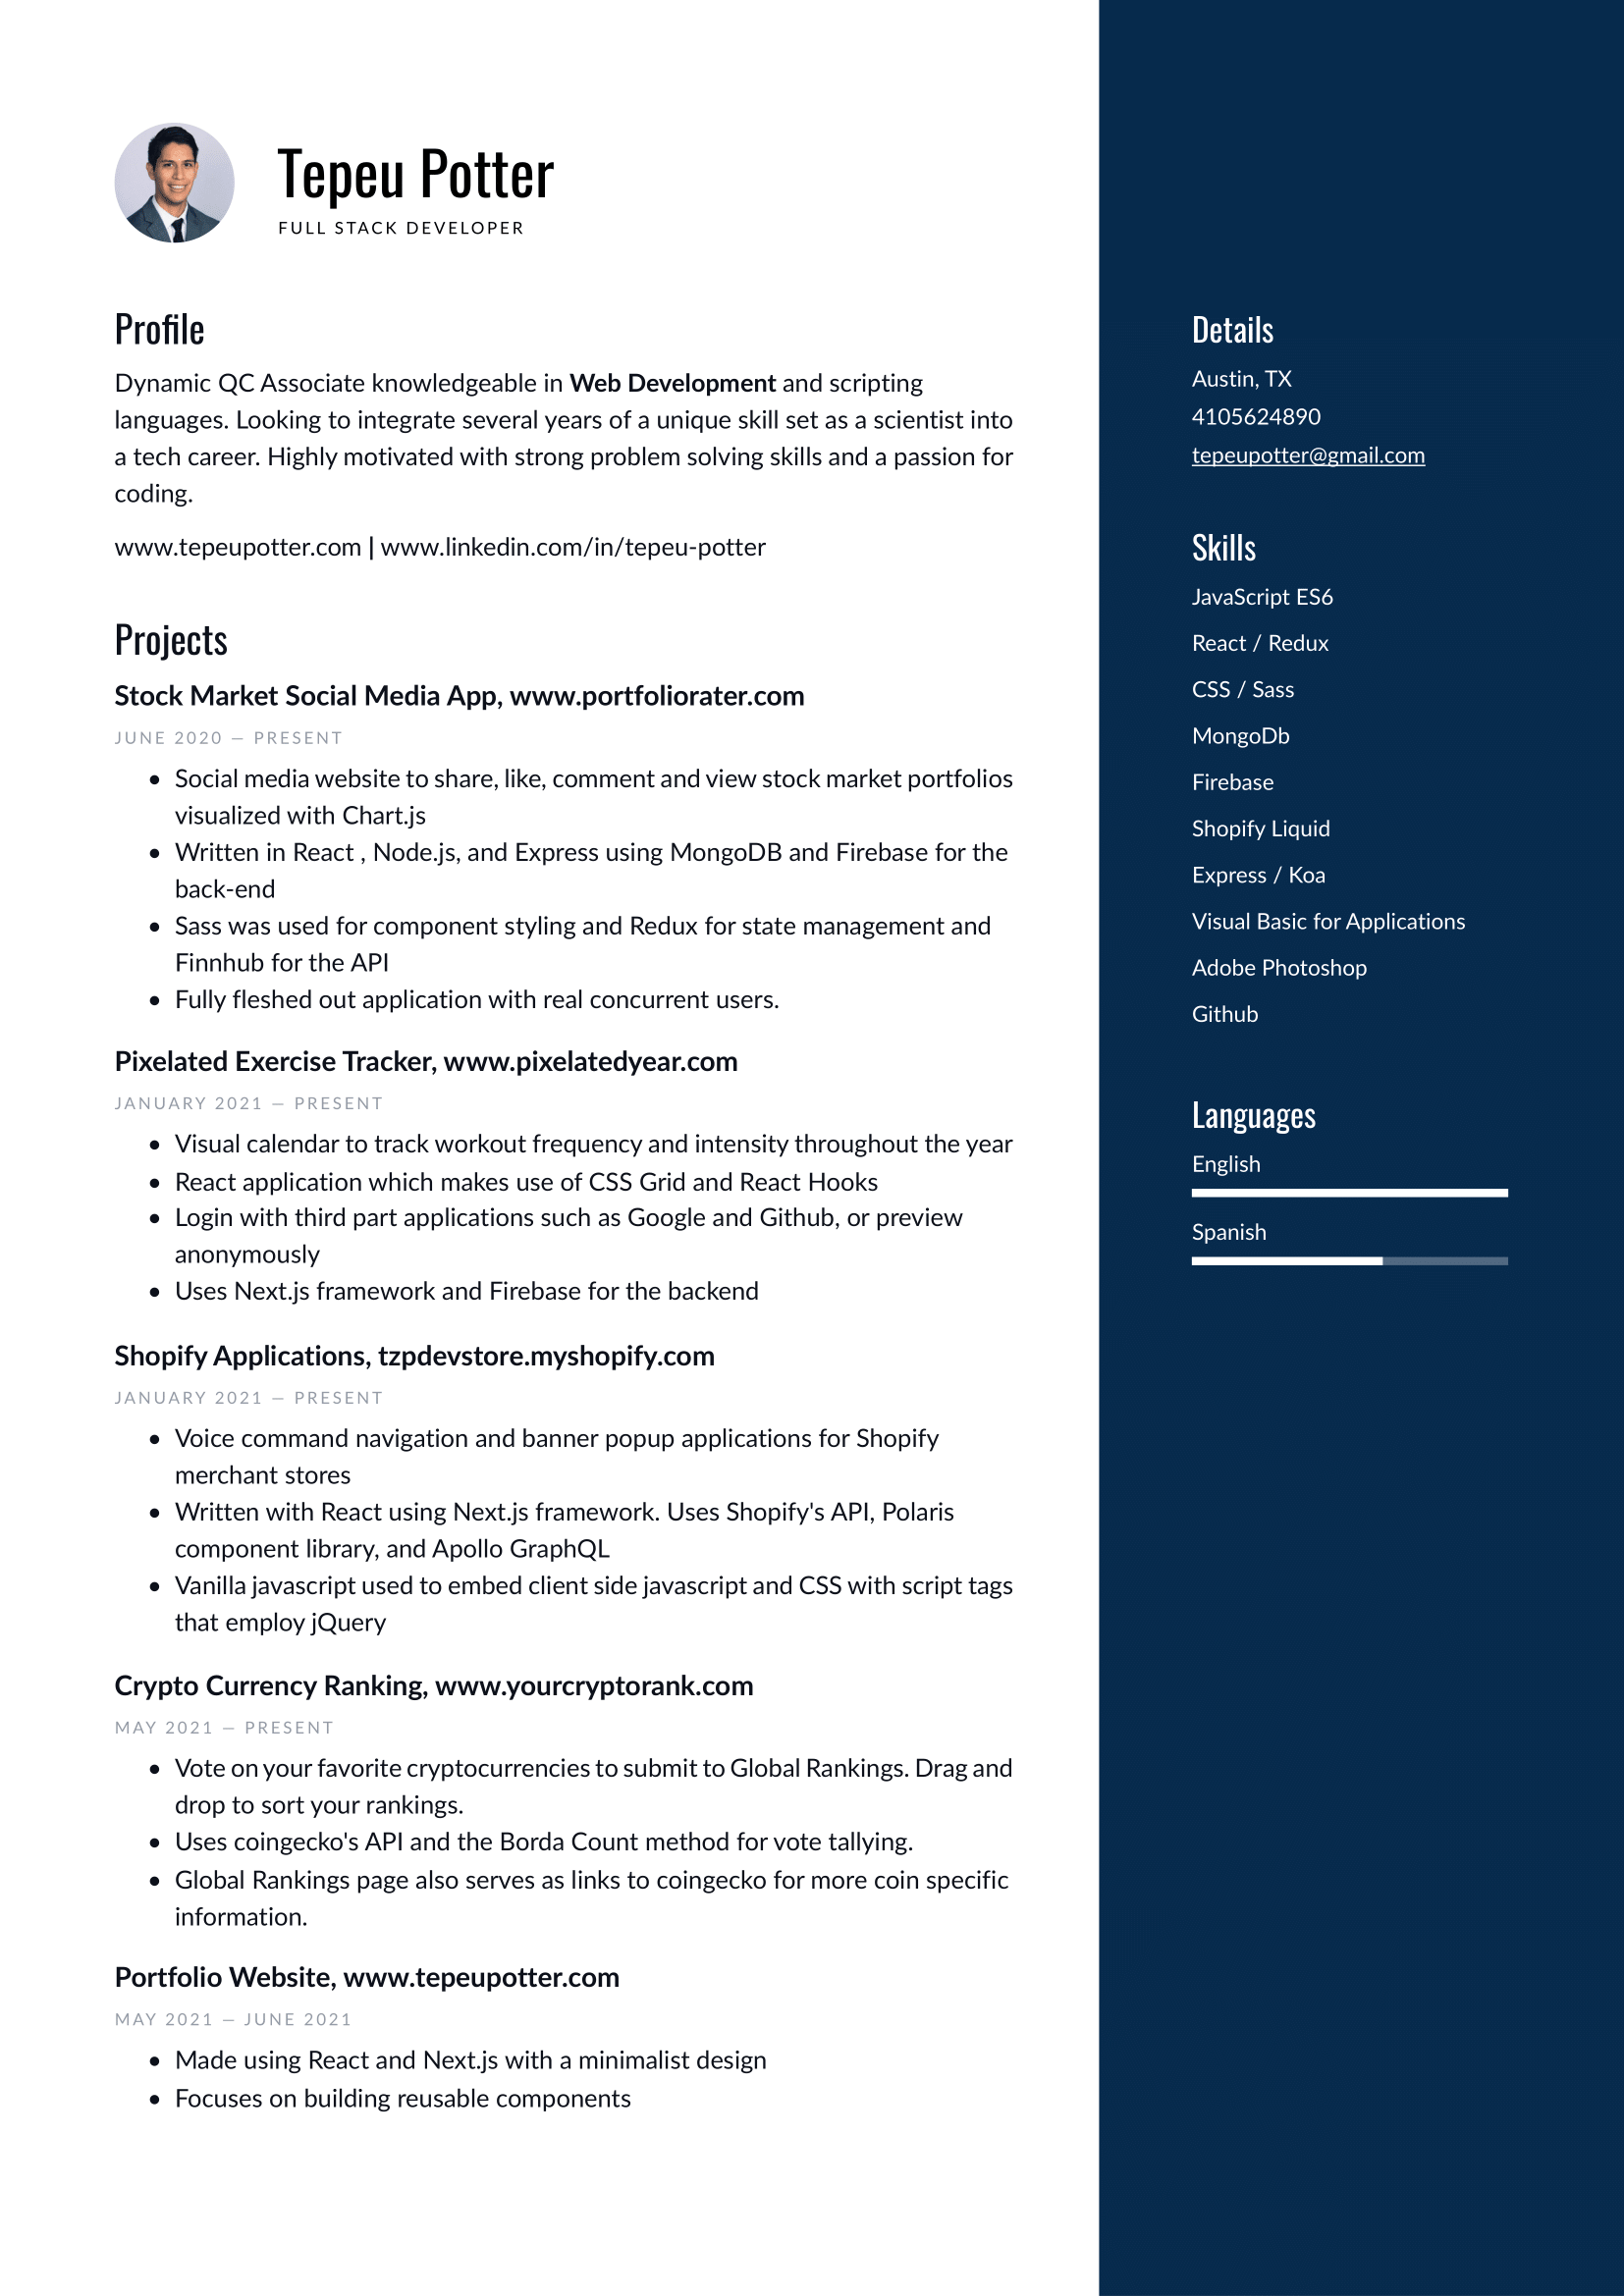 Tepeu Potter
FULL STACK DEVELOPER
Profile
Dynamic QC Associate knowledgeable in Web Development and scripting
languages. Looking to integrate several years of a unique skill set as a scientist into
a tech career. Highly motivated with strong problem solving skills and a passion for
coding.
www.tepeupotter.com | www.linkedin.com/in/tepeu-potter
Projects
Stock Market Social Media App, www.portfoliorater.com
JUNE 2020 — PRESENT
• Social media website to share, like, comment and view stock market portfolios
visualized with Chart.js
• Written in React , Node.js, and Express using MongoDB and Firebase for the
back-end
• Sass was used for component styling and Redux for state management and
Finnhub for the API
• Fully fleshed out application with real concurrent users.
Pixelated Exercise Tracker, www.pixelatedyear.com
JANUARY 2021 — PRESENT
• Visual calendar to track workout frequency and intensity throughout the year
• React application which makes use of CSS Grid and React Hooks
• Login with third part applications such as Google and Github, or preview
anonymously
• Uses Next.js framework and Firebase for the backend
Shopify Applications, tzpdevstore.myshopify.com
JANUARY 2021 — PRESENT
• Voice command navigation and banner popup applications for Shopify
merchant stores
• Written with React using Next.js framework. Uses Shopify's API, Polaris
component library, and Apollo GraphQL
• Vanilla javascript used to embed client side javascript and CSS with script tags
that employ jQuery
Crypto Currency Ranking, www.yourcryptorank.com
MAY 2021 — PRESENT
• Vote on your favorite cryptocurrencies to submit to Global Rankings. Drag and
drop to sort your rankings.
• Uses coingecko's API and the Borda Count method for vote tallying.
• Global Rankings page also serves as links to coingecko for more coin specific
information.
Portfolio Website, www.tepeupotter.com
MAY 2021 — JUNE 2021
• Made using React and Next.js with a minimalist design
• Focuses on building reusable components
Details
Austin, TX
4105624890
tepeupotter@gmail.com
Skills
JavaScript ES6
React / Redux
CSS / Sass
MongoDb
Firebase
Shopify Liquid
Express / Koa
Visual Basic for Applications
Adobe Photoshop
Github
Languages
English
Spanish